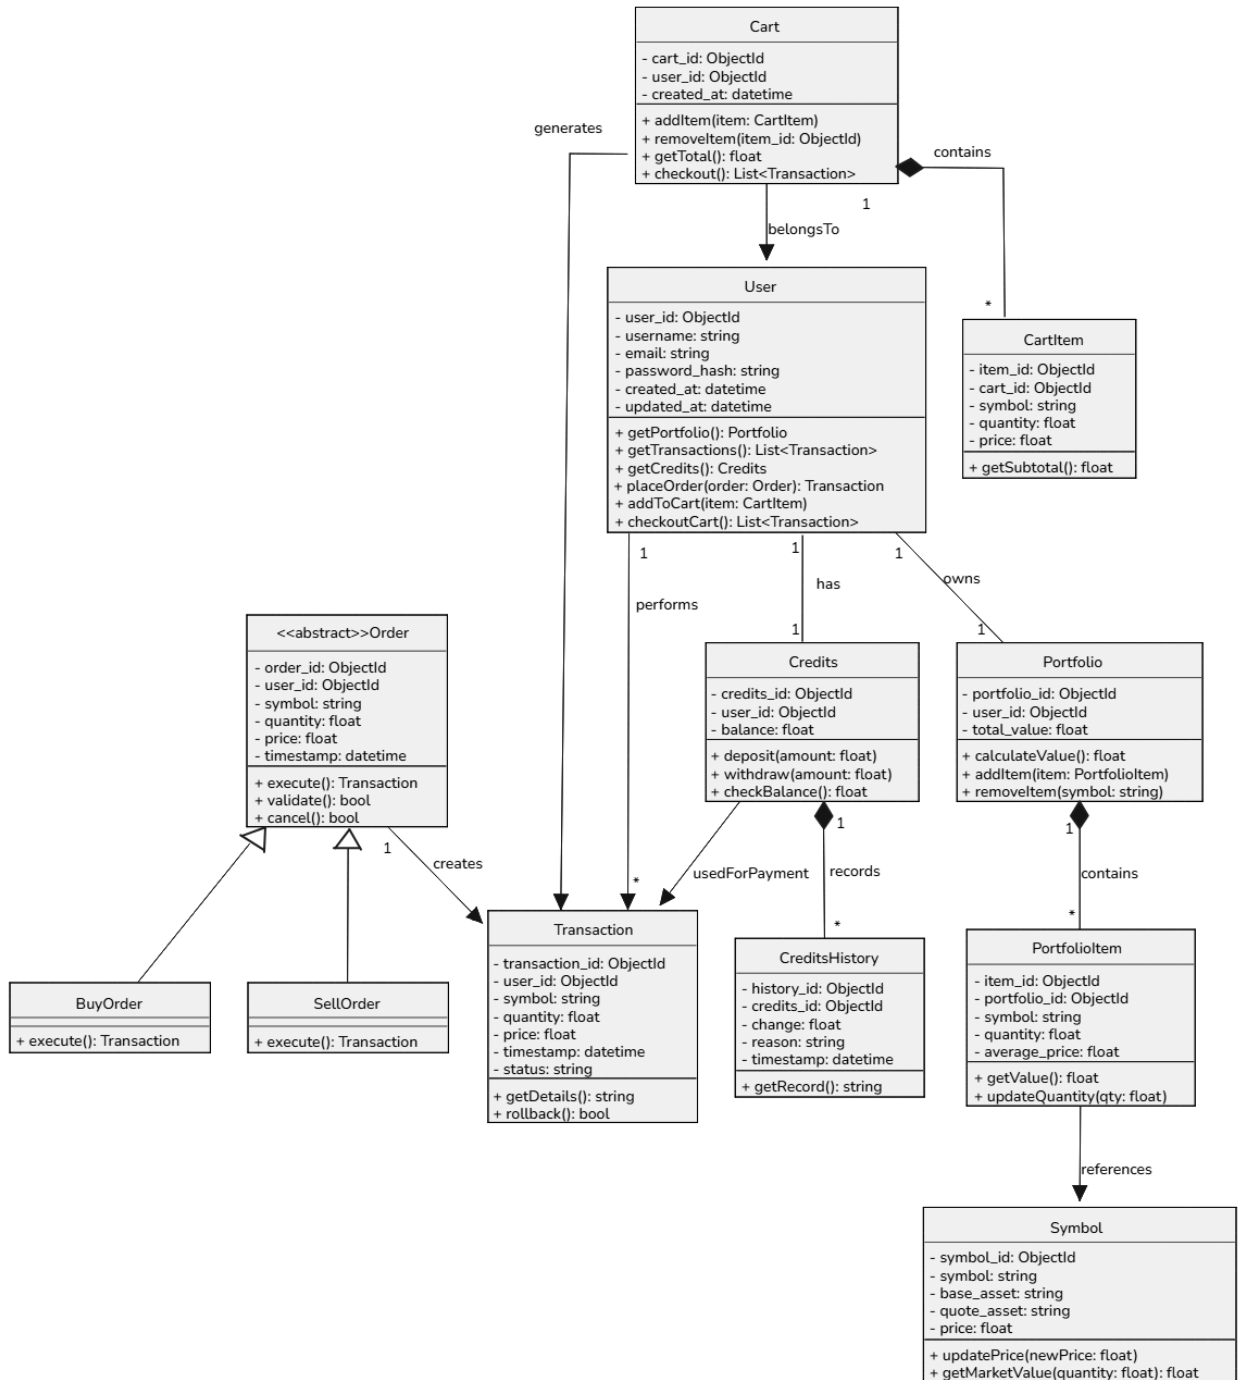 Cart
- cart_id: ObjectId
- user_id: ObjectId
- created_at: datetime
+ addItem(item: CartItem)
+ removeItem(item_id: ObjectId)
+ getTotal(): float
+ checkout(): List<Transaction>
generates
contains
1
belongsTo
*
User
- user_id: ObjectId
- username: string
- email: string
- password_hash: string
- created_at: datetime
- updated_at: datetime
+ getPortfolio(): Portfolio
+ getTransactions(): List<Transaction>
+ getCredits(): Credits
+ placeOrder(order: Order): Transaction
+ addToCart(item: CartItem)
+ checkoutCart(): List<Transaction>
CartItem
- item_id: ObjectId
- cart_id: ObjectId
- symbol: string
- quantity: float
- price: float
+ getSubtotal(): float
1
1
1
has
owns
performs
1
1
<<abstract>>Order
- order_id: ObjectId
- user_id: ObjectId
- symbol: string
- quantity: float
- price: float
- timestamp: datetime
+ execute(): Transaction
+ validate(): bool
+ cancel(): bool
Credits
- credits_id: ObjectId
- user_id: ObjectId
- balance: float
+ deposit(amount: float)
+ withdraw(amount: float)
+ checkBalance(): float
Portfolio
- portfolio_id: ObjectId
- user_id: ObjectId
- total_value: float
+ calculateValue(): float
+ addItem(item: PortfolioItem)
+ removeItem(symbol: string)
1
creates
1
1
usedForPayment
records
contains
*
*
*
BuyOrder
+ execute(): Transaction
SellOrder
+ execute(): Transaction
Transaction
- transaction_id: ObjectId
- user_id: ObjectId
- symbol: string
- quantity: float
- price: float
- timestamp: datetime
- status: string
+ getDetails(): string
+ rollback(): bool
CreditsHistory
- history_id: ObjectId
- credits_id: ObjectId
- change: float
- reason: string
- timestamp: datetime
+ getRecord(): string
PortfolioItem
- item_id: ObjectId
- portfolio_id: ObjectId
- symbol: string
- quantity: float
- average_price: float
+ getValue(): float
+ updateQuantity(qty: float)
references
Symbol
- symbol_id: ObjectId
- symbol: string
- base_asset: string
- quote_asset: string
- price: float
+ updatePrice(newPrice: float)
+ getMarketValue(quantity: float): float